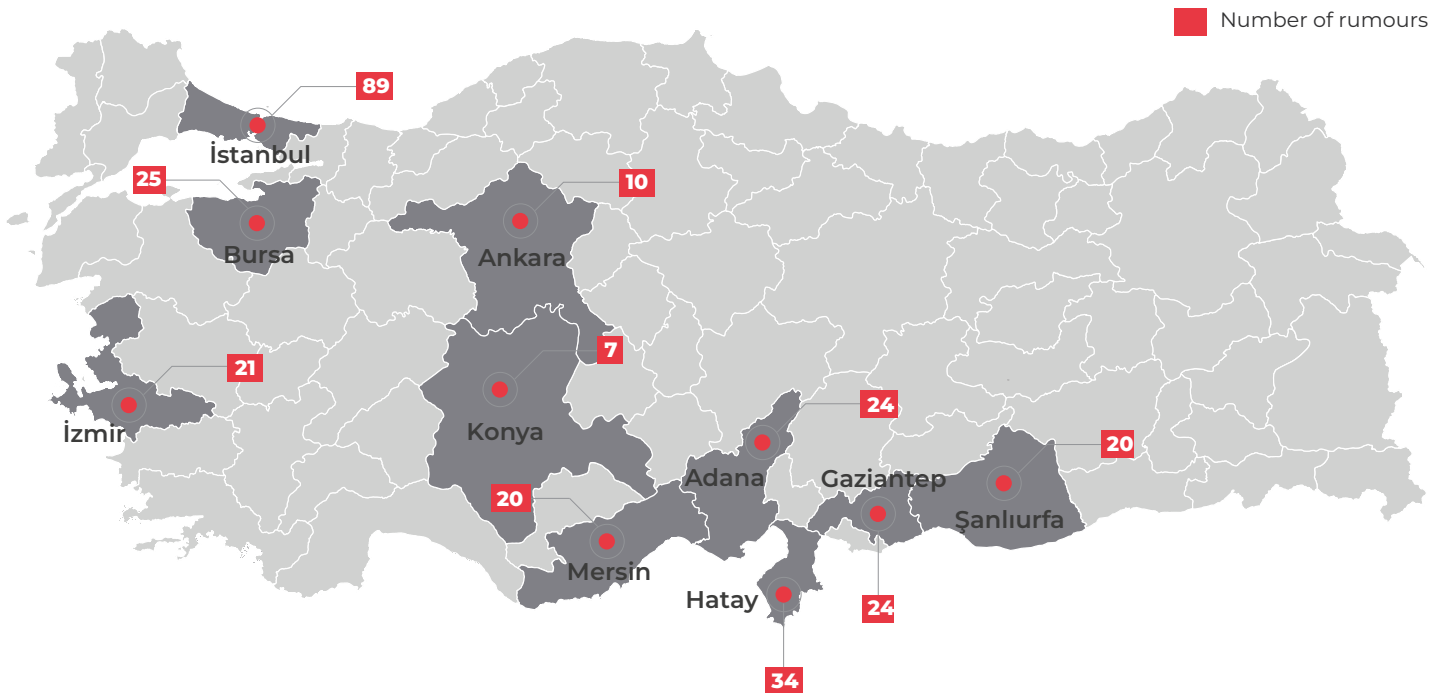 Number of rumours
89
İstanbul
25
10
Bursa
Ankara
7
21
24
İzmir
Konya
20
Adana
Gaziantep
20
Şanlıurfa
Mersin
Hatay
24
34